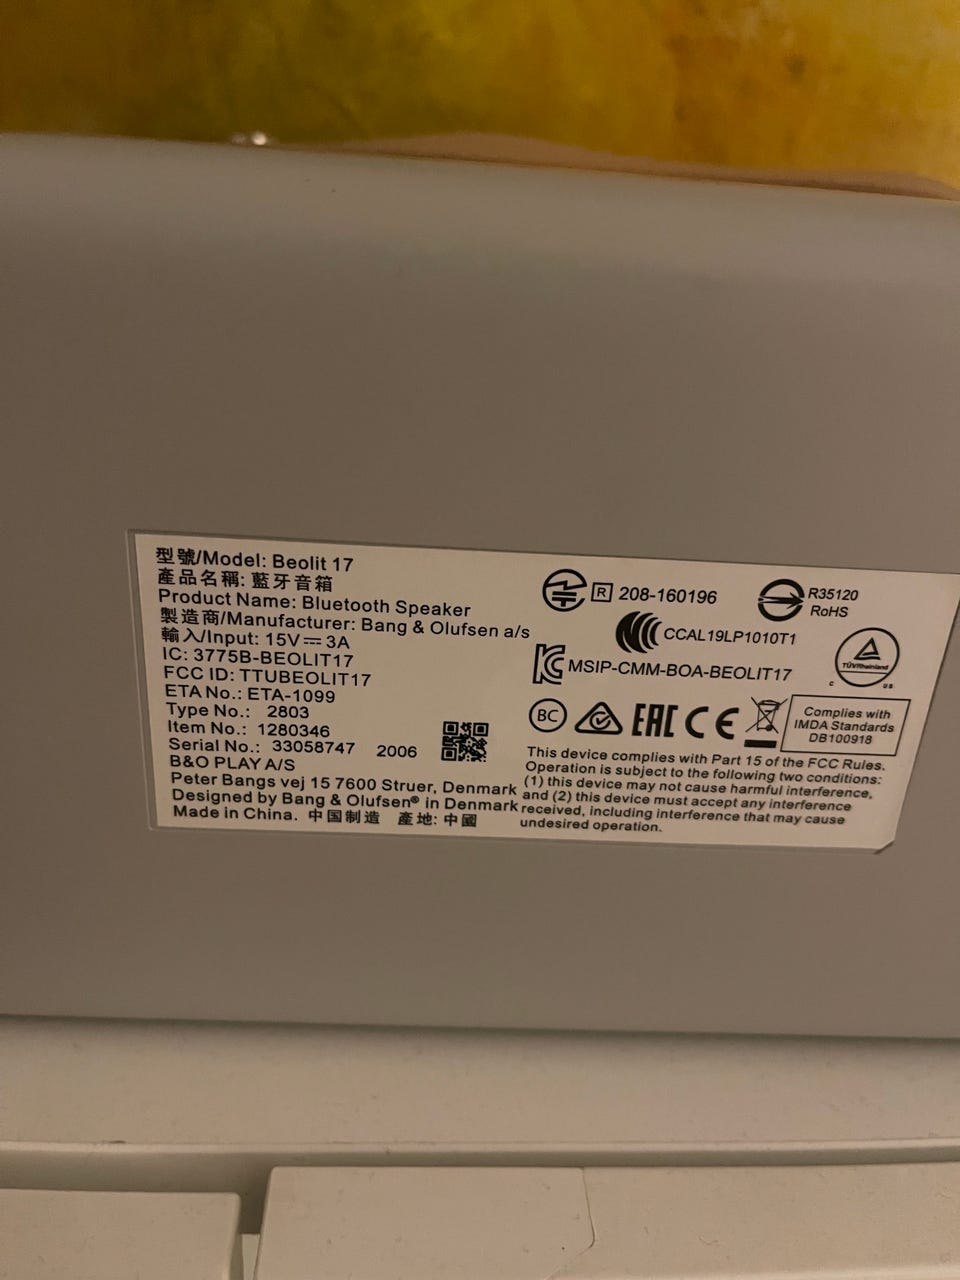 型號/Model: Beolit 17
產品名稱: 藍牙音箱
Product Name: Bluetooth Speaker
製造商/Manufacturer: Bang & Olufsen a/s
輸入/Input: 15V⎓3A
IC: 3775B-BEOLIT17
FCC ID: TTUBEOLIT17
ETA No.: ETA-1099
Type No.: 2803
Item No.: 1280346
Serial No.: 33058747 2006
B&O PLAY A/S
Peter Bangs vej 15 7600 Struer, Denmark
Designed by Bang & Olufsen® in Denmark
Made in China. 中国制造 產地: 中國
R 208-160196
R35120
RoHS
CCAL19LP1010T1
MSIP-CMM-BOA-BEOLIT17
TÜVRheinland
C US
BC EAC CE
Complies with
IMDA Standards
DB100918
This device complies with Part 15 of the FCC Rules.
Operation is subject to the following two conditions:
(1) this device may not cause harmful interference,
and (2) this device must accept any interference
received, including interference that may cause
undesired operation.